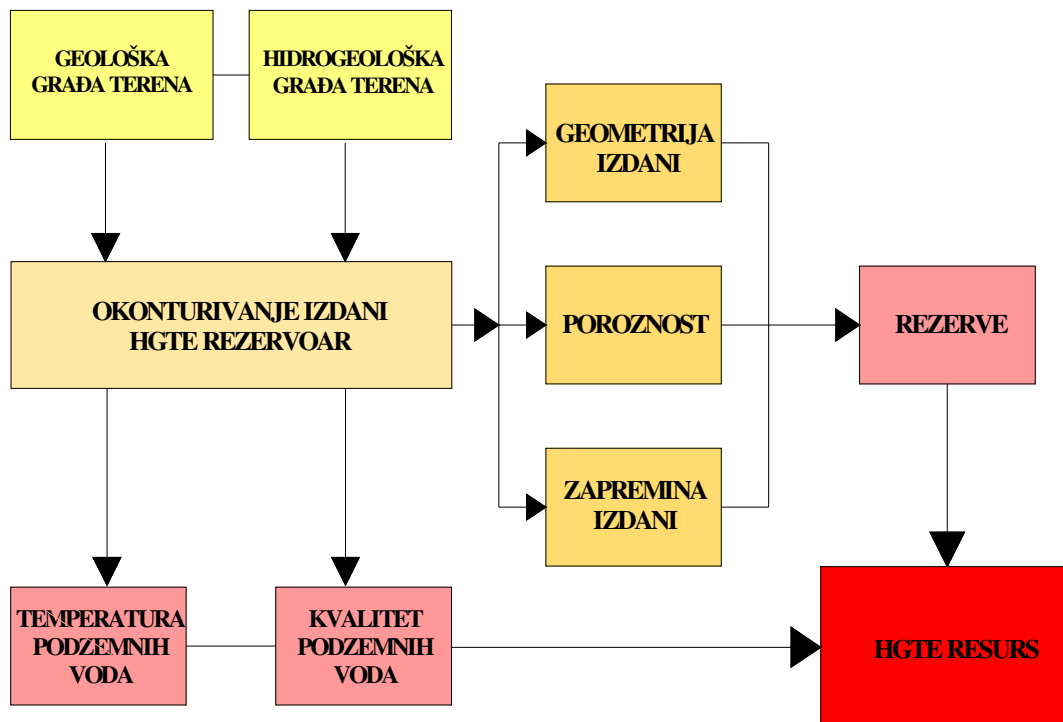 GEOLOŠKA
GRAĐA TERENA
HIDROGEOLOŠKA
GRAĐA TERENA
GEOMETRIJA
IZDANI
OKONTURIVANJE IZDANI
HGTE REZERVOAR
POROZNOST
REZERVE
ZAPREMINA
IZDANI
TEMPERATURA
PODZEMNIH
VODA
KVALITET
PODZEMNIH
VODA
HGTE RESURS